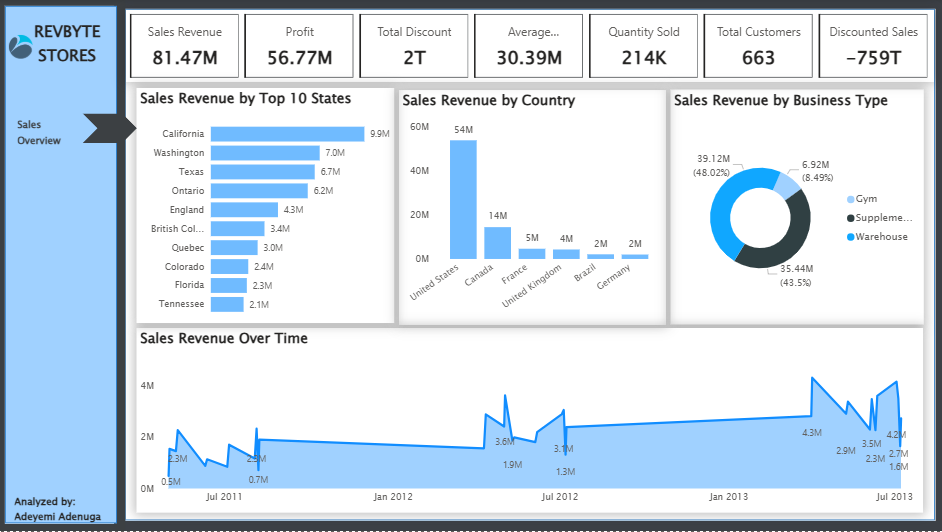 REVBYTE
STORES
Sales
Overview
Analyzed by:
Adeyemi Adenuga
Sales Revenue
81.47M
Profit
56.77M
Total Discount
2T
Average...
30.39M
Quantity Sold
214K
Total Customers
663
Discounted Sales
-759T
Sales Revenue by Top 10 States
California 9.9M
Washington 7.0M
Texas 6.7M
Ontario 6.2M
England 4.3M
British Col... 3.4M
Quebec 3.0M
Colorado 2.4M
Florida 2.3M
Tennessee 2.1M
Sales Revenue by Country
60M
40M
20M
0M
54M
14M
5M
4M
2M
2M
United States
Canada
France
United Kingdom
Brazil
Germany
Sales Revenue by Business Type
39.12M
(48.02%)
6.92M
(8.49%)
35.44M
(43.5%)
Gym
Suppleme...
Warehouse
Sales Revenue Over Time
4M
2M
0M
0.5M
2.3M
0.7M
3.6M
1.9M
3.1M
1.3M
4.3M
2.9M
3.5M
2.3M
4.2M
2.7M
1.6M
Jul 2011
Jan 2012
Jul 2012
Jan 2013
Jul 2013